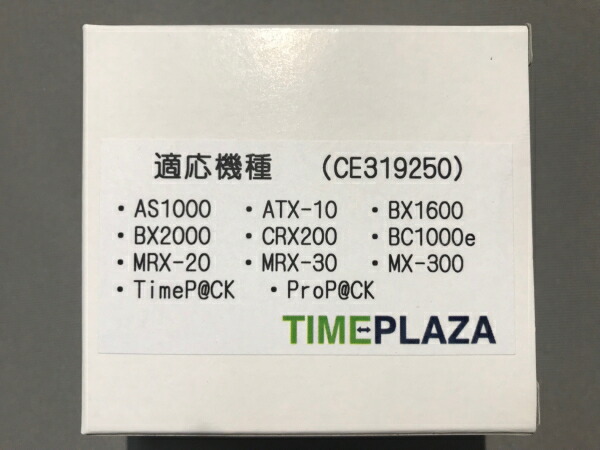 適応機種 （CE319250）
・AS1000 ・ATX-10 ・BX1600
・BX2000 ・CRX200 ・BC1000e
・MRX-20 ・MRX-30 ・MX-300
・TimeP@CK ・ProP@CK
TIMEPLAZA